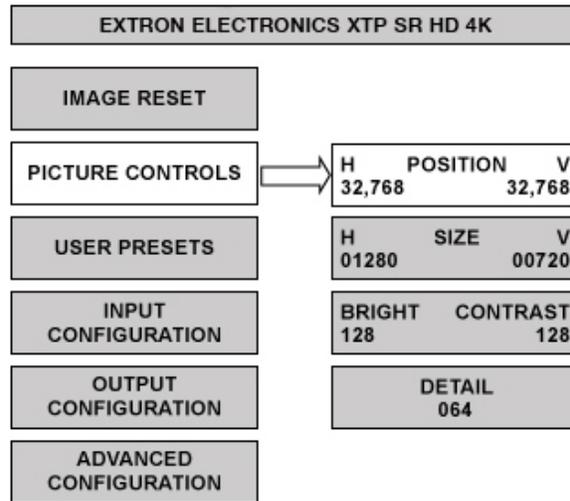 EXTRON ELECTRONICS XTP SR HD 4K
IMAGE RESET
PICTURE CONTROLS
H POSITION V
32,768 32,768
USER PRESETS
H SIZE V
01280 00720
INPUT
CONFIGURATION
BRIGHT CONTRAST
128 128
OUTPUT
CONFIGURATION
DETAIL
064
ADVANCED
CONFIGURATION